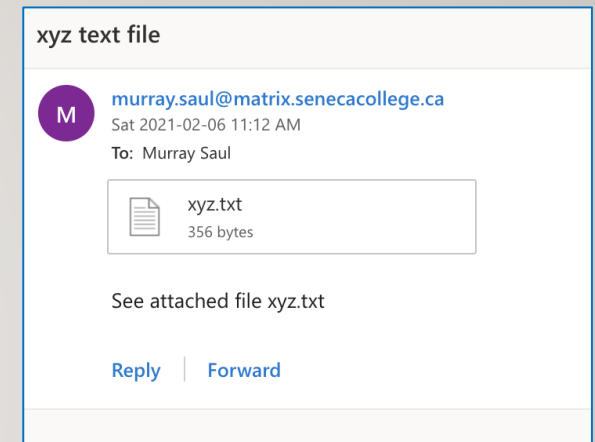 xyz text file
M
murray.saul@matrix.senecacollege.ca
Sat 2021-02-06 11:12 AM
To: Murray Saul
xyz.txt
356 bytes
See attached file xyz.txt
Reply
Forward